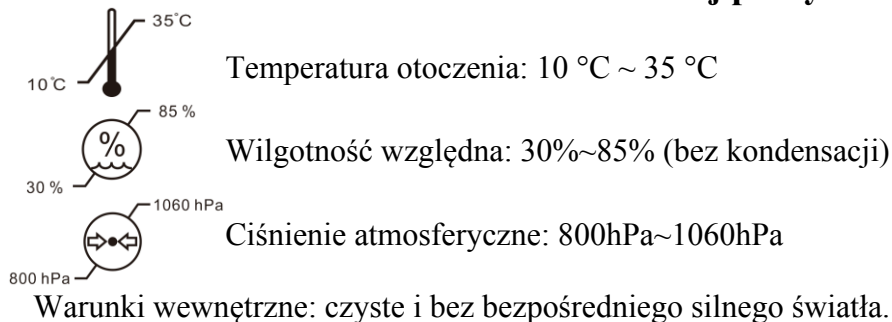 35°C
10°C
Temperatura otoczenia: 10 °C ~ 35 °C
85 %
%
30 %
Wilgotność względna: 30%~85% (bez kondensacji)
1060 hPa
800 hPa
Ciśnienie atmosferyczne: 800hPa~1060hPa
Warunki wewnętrzne: czyste i bez bezpośredniego silnego światła.